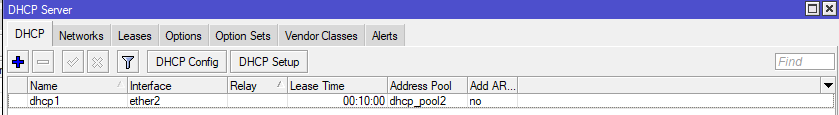 DHCP Server
DHCP Networks Leases Options Option Sets Vendor Classes Alerts
DHCP Config DHCP Setup Find
Name Interface Relay Lease Time Address Pool Add AR...
dhcp1 ether2 00:10:00 dhcp_pool2 no